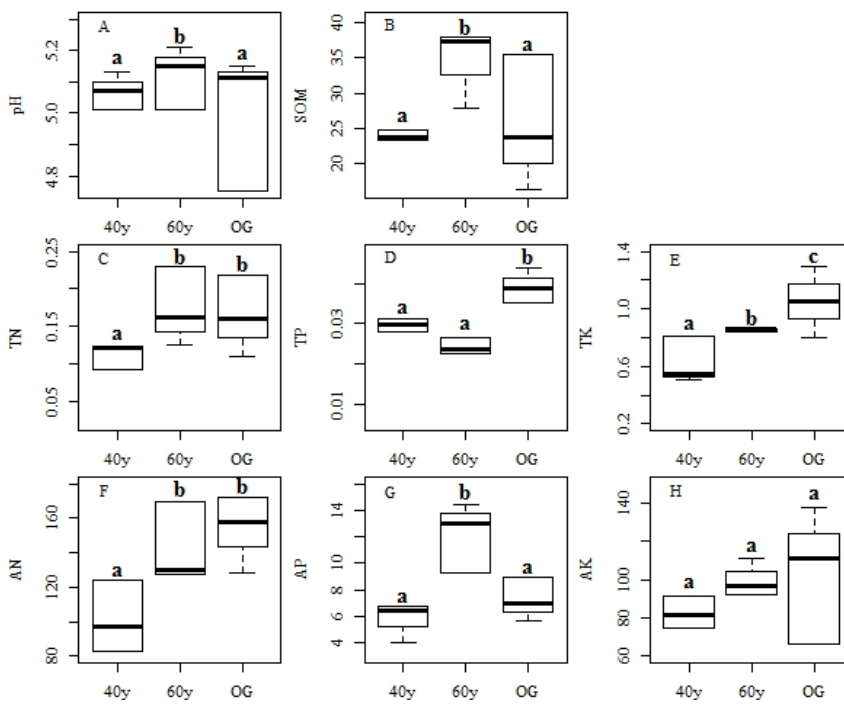 A
a
b
a
pH
5.2
5.0
4.8
40y
60y
OG
B
a
b
a
SOM
40
35
30
25
20
40y
60y
OG
C
a
b
b
TN
0.25
0.15
0.05
40y
60y
OG
D
a
a
b
TP
0.03
0.01
40y
60y
OG
E
a
b
c
TK
1.4
1.0
0.6
0.2
40y
60y
OG
F
a
b
b
AN
160
120
80
40y
60y
OG
G
a
b
a
AP
14
10
8
6
4
40y
60y
OG
H
a
a
a
AK
140
100
80
60
40y
60y
OG